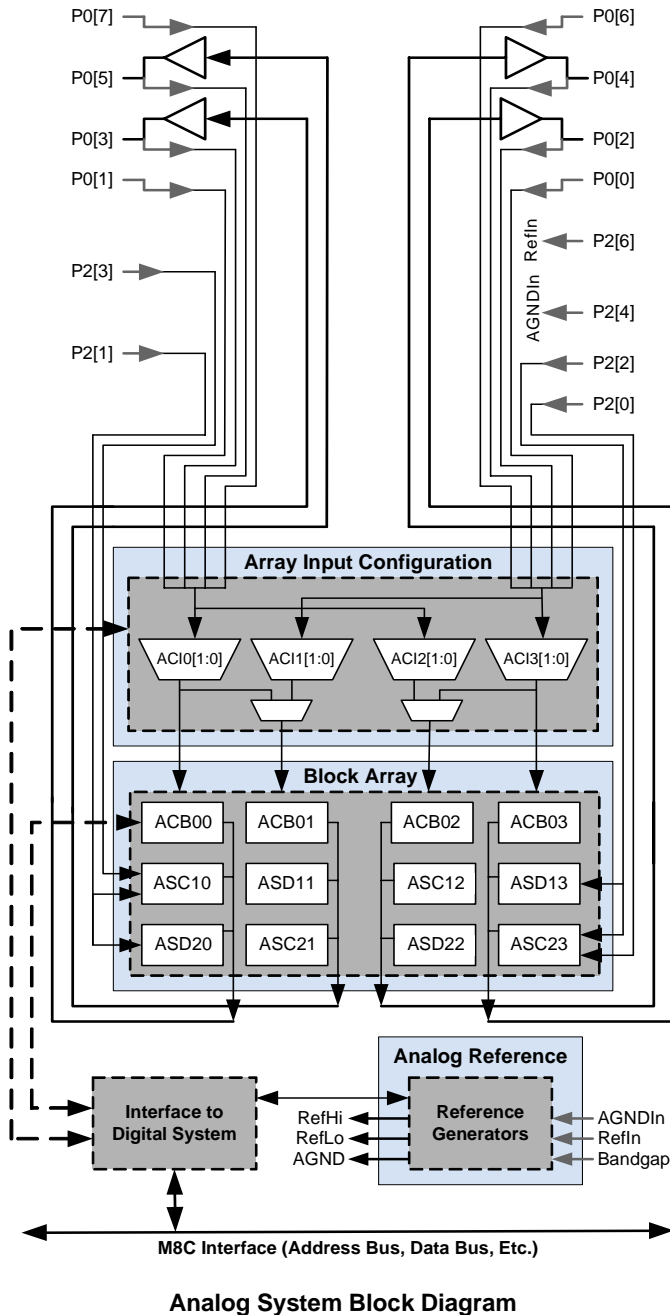 P0[7] P0[6]
P0[5] P0[4]
P0[3] P0[2]
P0[1] P0[0]
P2[3] P2[6]
RefIn
AGNDIn
P2[4]
P2[1] P2[2]
P2[0]
Array Input Configuration
ACI0[1:0] ACI1[1:0] ACI2[1:0] ACI3[1:0]
Block Array
ACB00 ACB01 ACB02 ACB03
ASC10 ASD11 ASC12 ASD13
ASD20 ASC21 ASD22 ASC23
Analog Reference
Interface to
Digital System
RefHi
RefLo
AGND
Reference
Generators
AGNDIn
RefIn
Bandgap
M8C Interface (Address Bus, Data Bus, Etc.)
Analog System Block Diagram